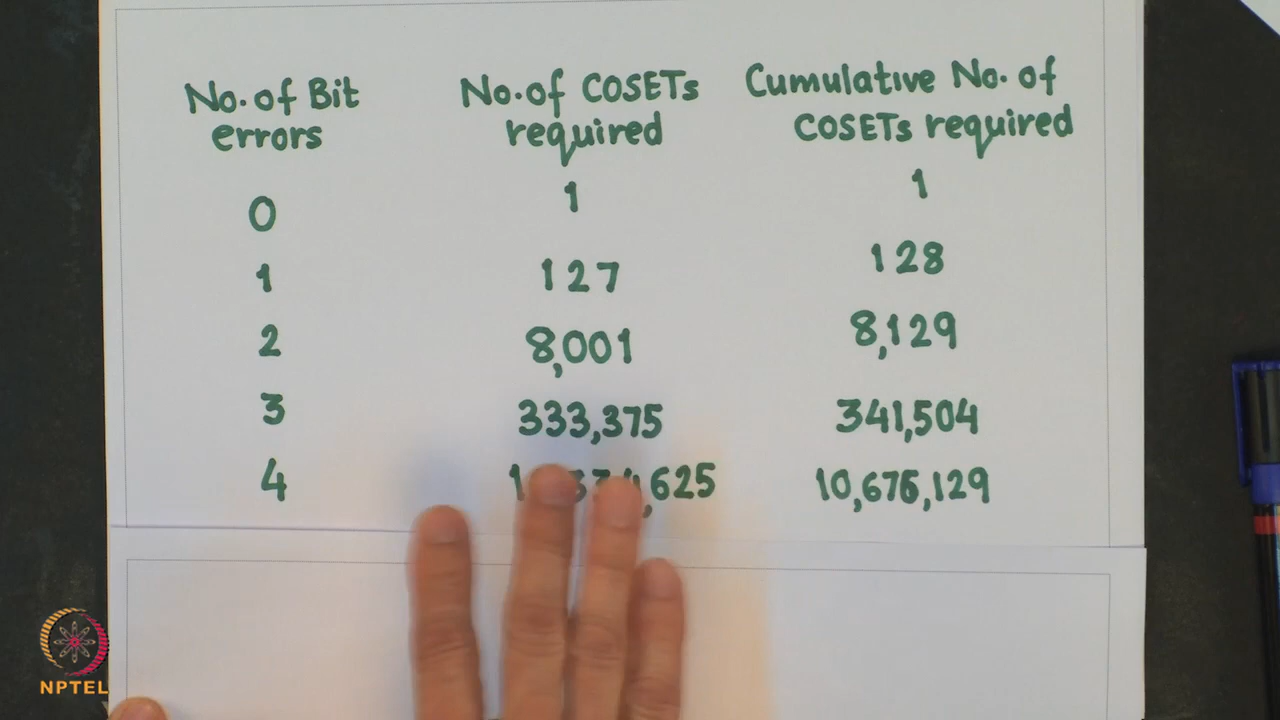 No. of Bit errors
No. of COSETs required
Cumulative No. of COSETs required
0 1 1
1 127 128
2 8,001 8,129
3 333,375 341,504
4 ,625 10,676,129
NPTEL